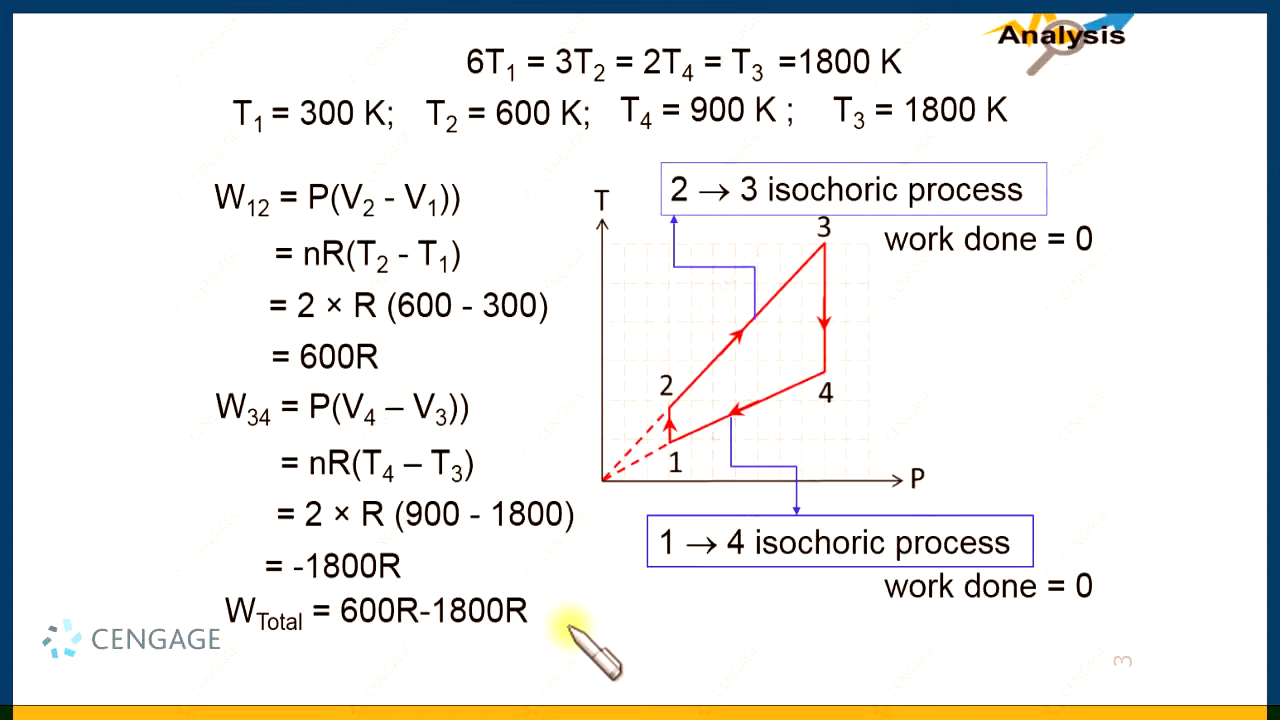 Analysis
6T₁ = 3T₂ = 2T₄ = T₃ =1800 K
T₁ = 300 K; T₂ = 600 K; T₄ = 900 K ; T₃ = 1800 K
W₁₂ = P(V₂ - V₁))
= nR(T₂ - T₁)
= 2 × R (600 - 300)
= 600R
W₃₄ = P(V₄ – V₃))
= nR(T₄ – T₃)
= 2 × R (900 - 1800)
= -1800R
W_Total = 600R-1800R
2 → 3 isochoric process
work done = 0
T
3
2
4
1
P
1 → 4 isochoric process
work done = 0
CENGAGE
3